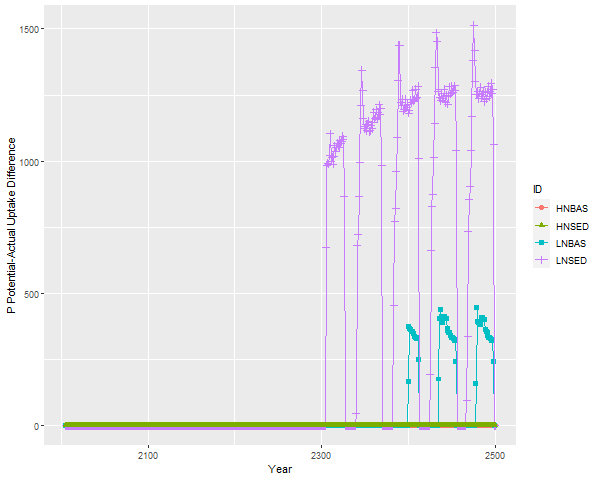 P Potential-Actual Uptake Difference
1500
1000
500
0
2100
2300
2500
Year
ID
HNBAS
HNSED
LNBAS
LNSED